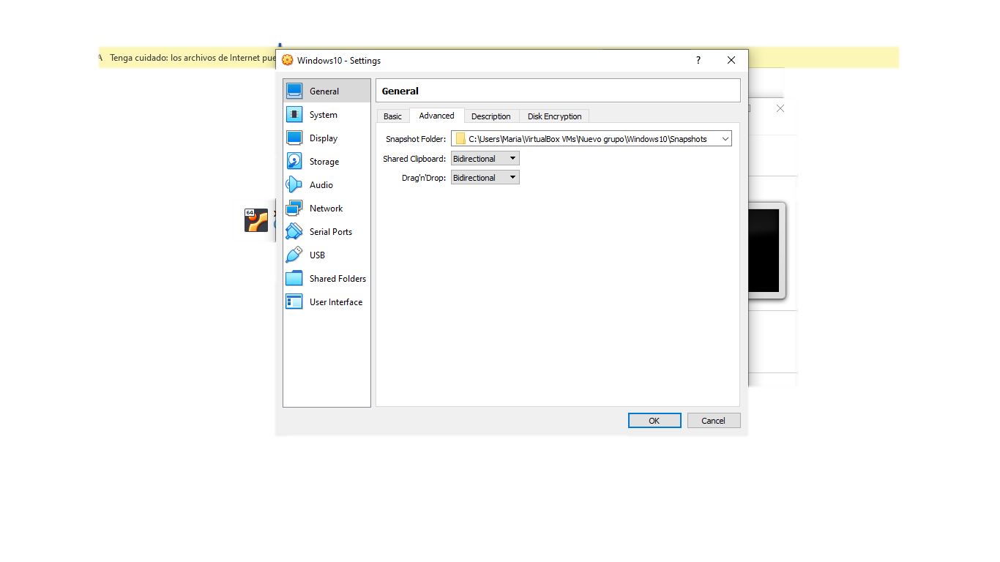 Tenga cuidado: los archivos de Internet pue
Windows10 - Settings
?
General
System
Display
Storage
Audio
Network
Serial Ports
USB
Shared Folders
User Interface
General
Basic
Advanced
Description
Disk Encryption
Snapshot Folder: C:\Users\Maria\VirtualBox VMs\Nuevo grupo\Windows10\Snapshots
Shared Clipboard: Bidirectional
Drag'n'Drop: Bidirectional
64
OK
Cancel